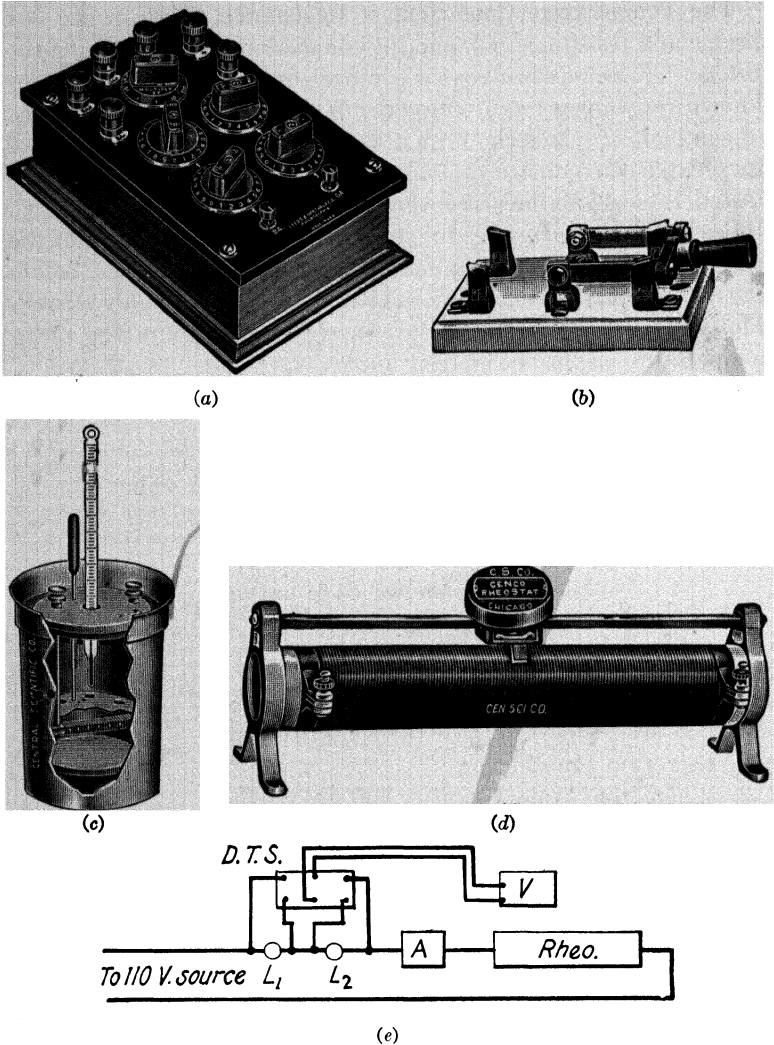 (a)
(b)
CENTRAL SCIENTIFIC CO.
(c)
C. S. CO.
CENCO
RHEOSTAT
CHICAGO
CEN SCI CO.
(d)
D.T.S.
V
A
Rheo.
To 110 V. source
L1
L2
(e)